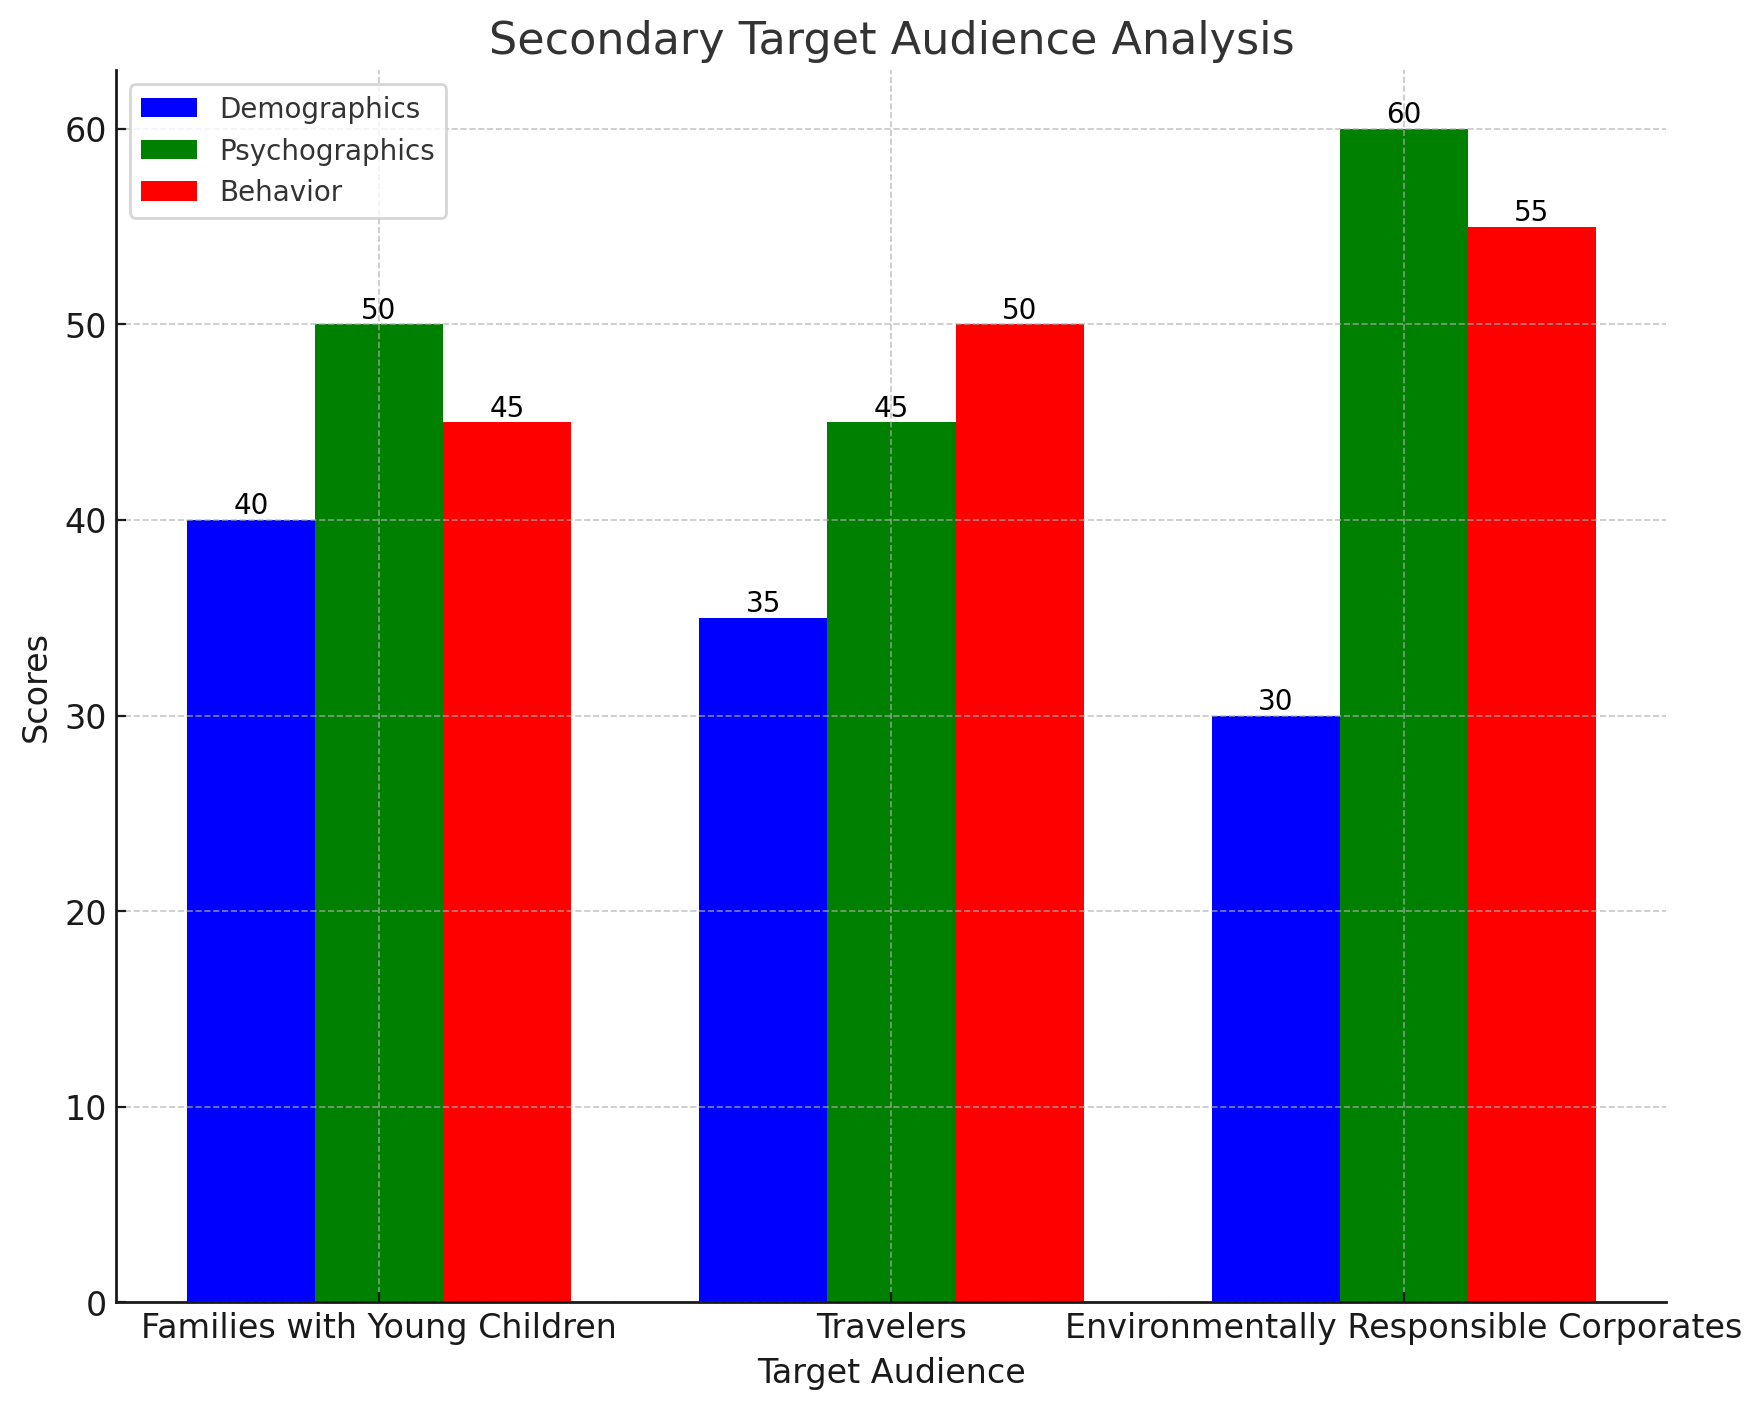 Secondary Target Audience Analysis
Demographics
Psychographics
Behavior
60
50
40
30
20
10
0
Scores
40
50
45
35
45
50
30
60
55
Families with Young Children
Travelers
Environmentally Responsible Corporates
Target Audience